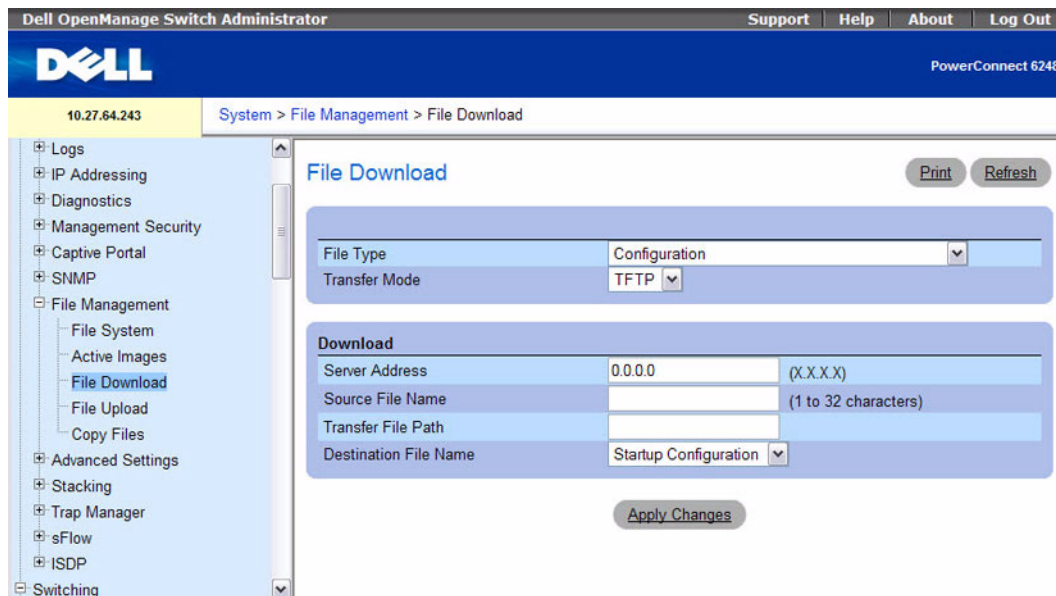 Dell OpenManage Switch Administrator
Support
Help
About
Log Out
DELL
PowerConnect 6248
10.27.64.243
System > File Management > File Download
Logs
IP Addressing
Diagnostics
Management Security
Captive Portal
SNMP
File Management
File System
Active Images
File Download
File Upload
Copy Files
Advanced Settings
Stacking
Trap Manager
sFlow
ISDP
Switching
File Download
Print
Refresh
File Type
Configuration
Transfer Mode
TFTP
Download
Server Address
0.0.0.0
(X.X.X.X)
Source File Name
(1 to 32 characters)
Transfer File Path
Destination File Name
Startup Configuration
Apply Changes